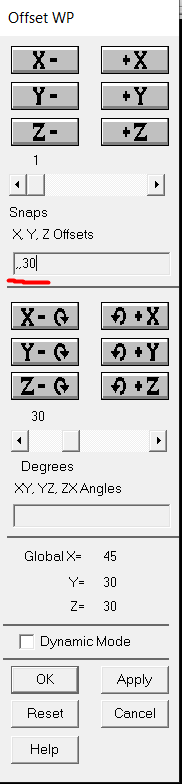 Offset WP
X- +X
Y- +Y
Z- +Z
1
Snaps
X, Y, Z Offsets
,,30
X-↻ ↺+X
Y-↻ ↺+Y
Z-↻ ↺+Z
30
Degrees
XY, YZ, ZX Angles
Global X= 45
Y= 30
Z= 30
Dynamic Mode
OK Apply
Reset Cancel
Help